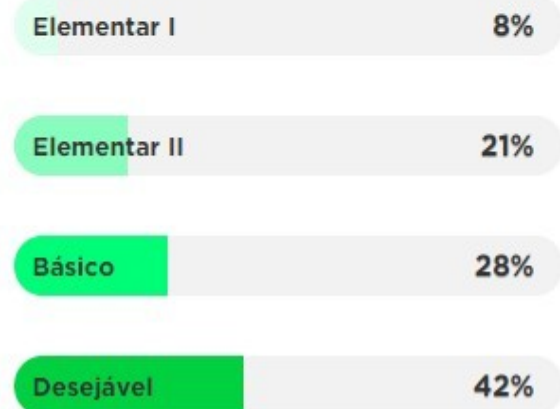 Elementar I 8%
Elementar II 21%
Básico 28%
Desejável 42%